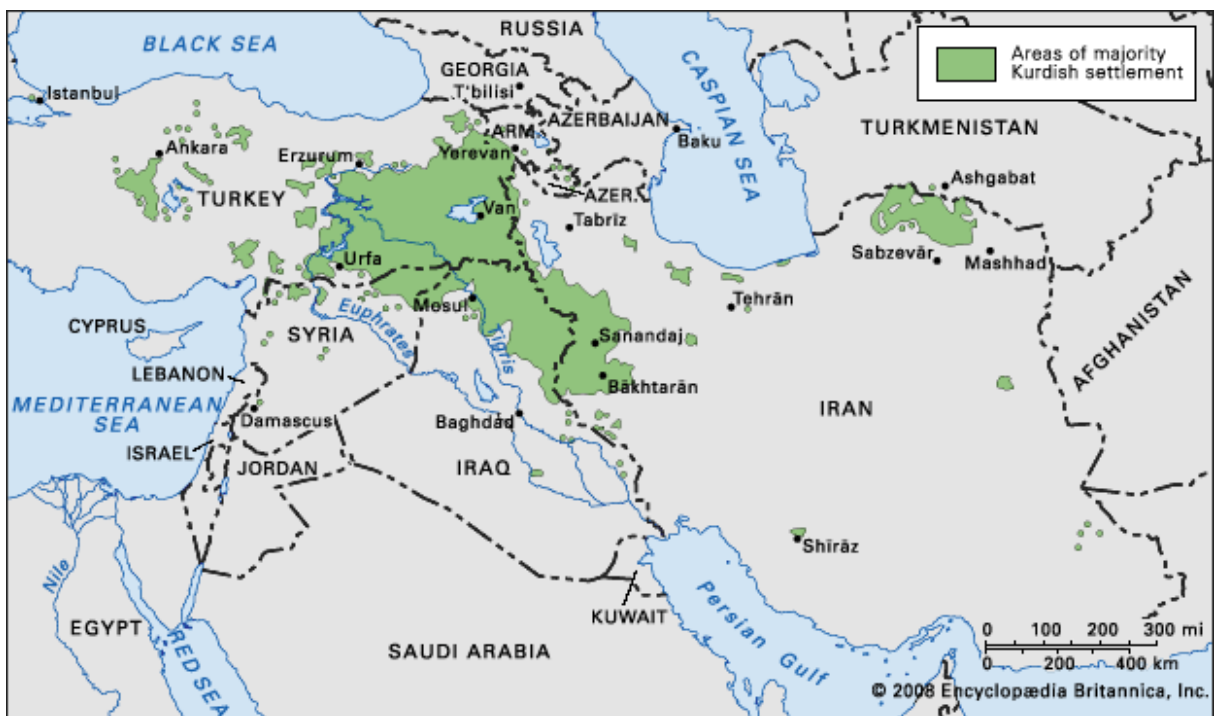 BLACK SEA
RUSSIA
Areas of majority
Kurdish settlement
GEORGIA
T'bilisi
CASPIAN SEA
Istanbul
ARM.
AZERBAIJAN
Baku
TURKMENISTAN
Ankara
Erzurum
Yerevan
AZER.
Ashgabat
TURKEY
Van
Tabrīz
Urfa
Sabzevār
Mashhad
Mosul
Tehrān
CYPRUS
SYRIA
Euphrates
Tigris
Sanandaj
AFGHANISTAN
LEBANON
Bākhtarān
MEDITERRANEAN
SEA
Damascus
Baghdād
IRAN
ISRAEL
JORDAN
IRAQ
Shīrāz
Nile
KUWAIT
EGYPT
RED SEA
SAUDI ARABIA
Persian Gulf
0 100 200 300 mi
0 200 400 km
© 2008 Encyclopædia Britannica, Inc.